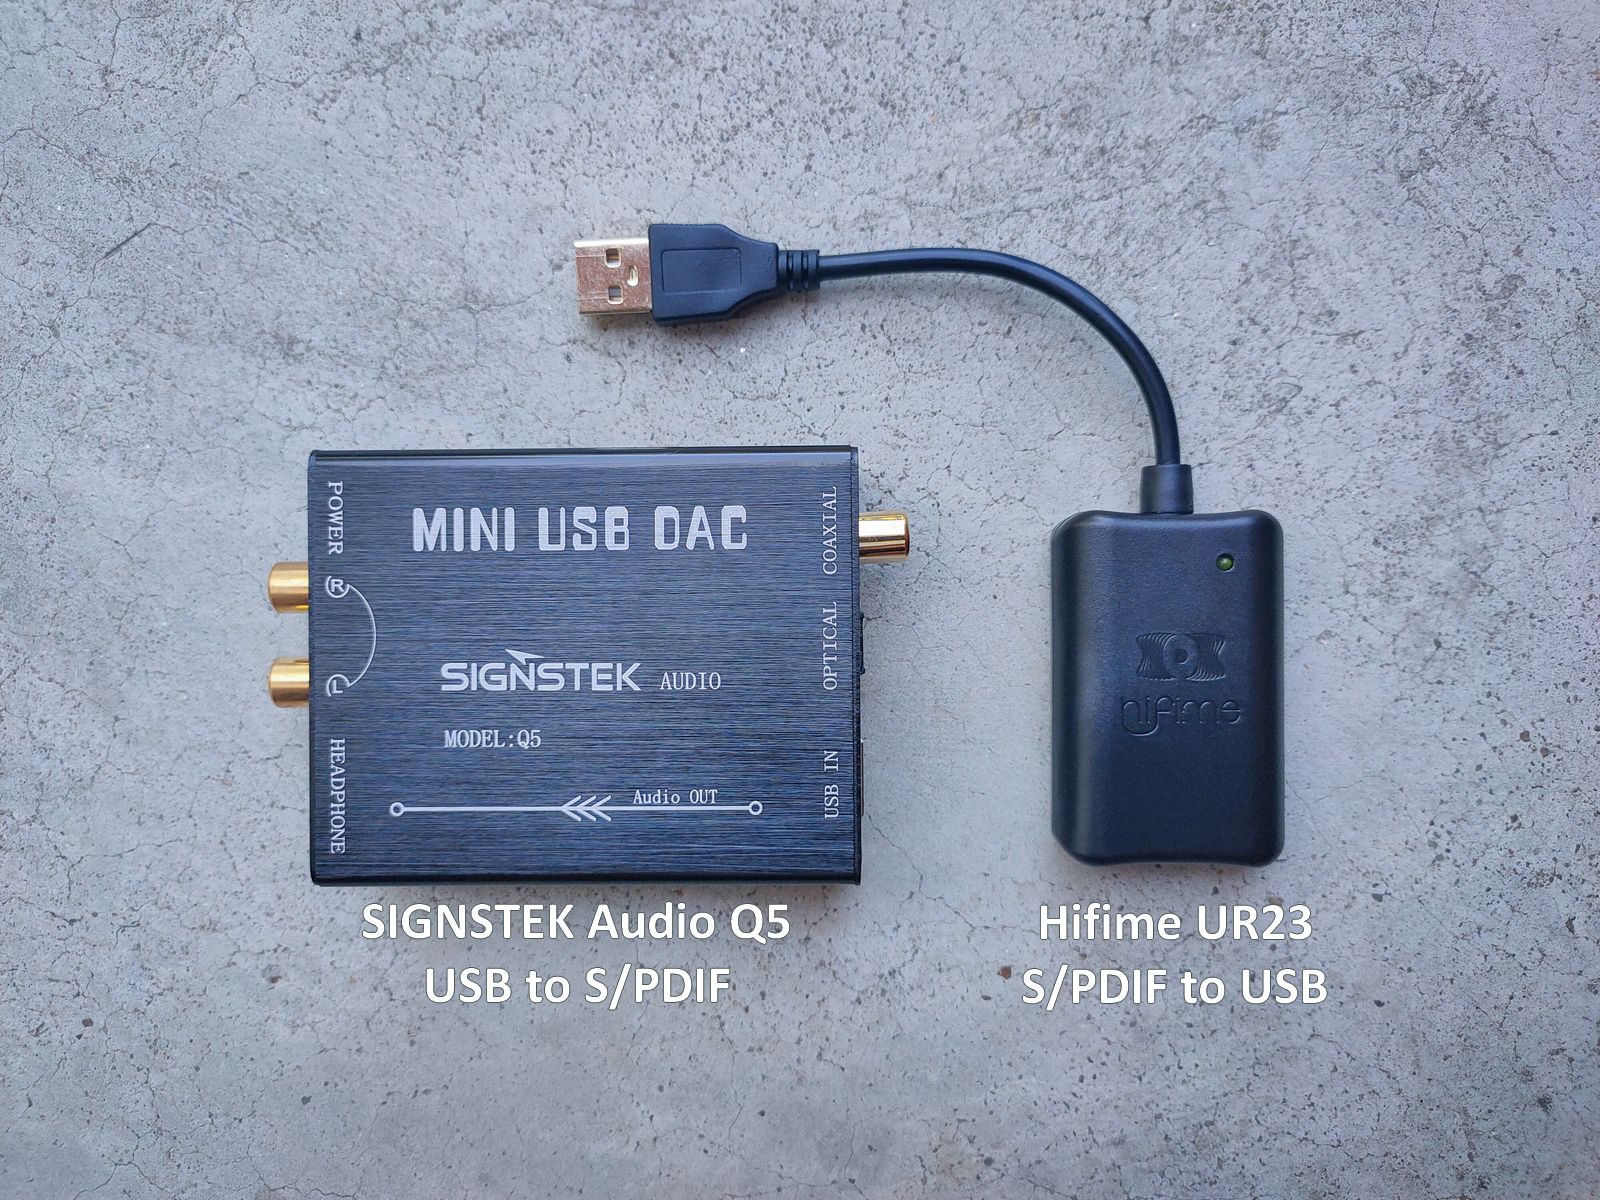 MINI USB DAC
POWER
R
L
HEADPHONE
COAXIAL
OPTICAL
USB IN
SIGNSTEK AUDIO
MODEL:Q5
Audio OUT
hifime
SIGNSTEK Audio Q5
USB to S/PDIF
Hifime UR23
S/PDIF to USB